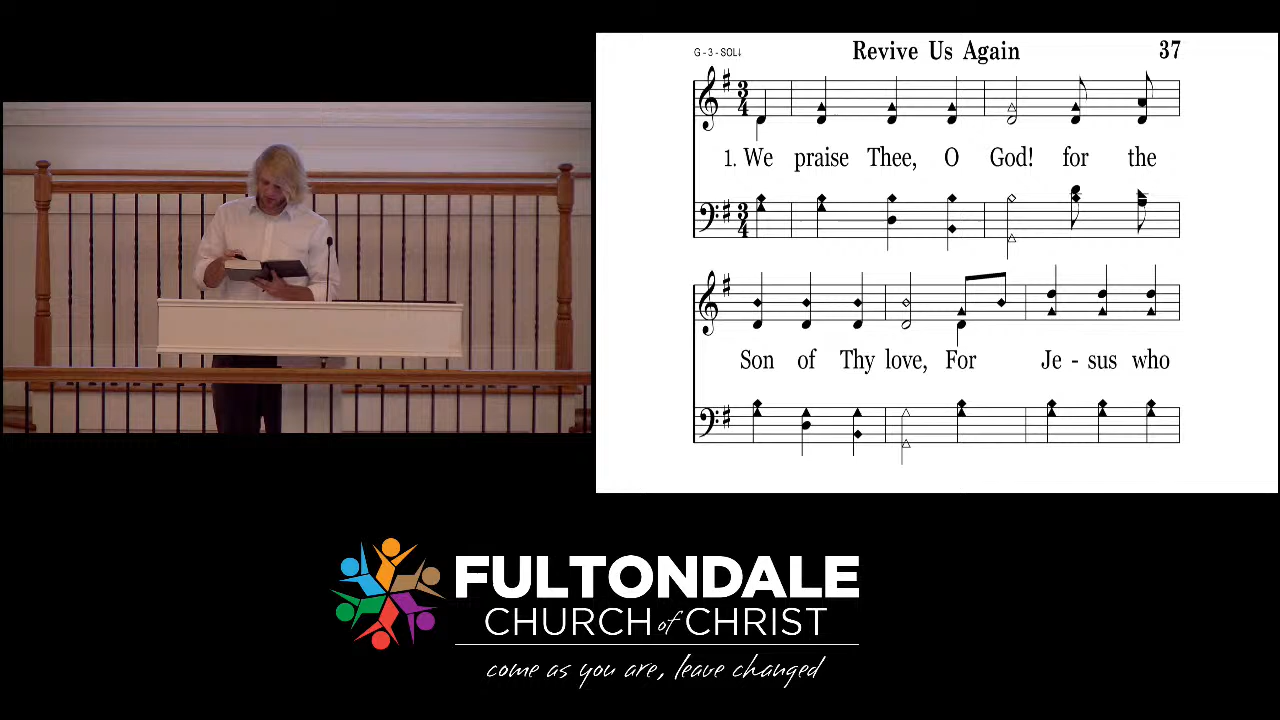 G - 3 - SOL↓
Revive Us Again
37
1. We praise Thee, O God! for the
Son of Thy love, For Je - sus who
FULTONDALE
CHURCH of CHRIST
come as you are, leave changed